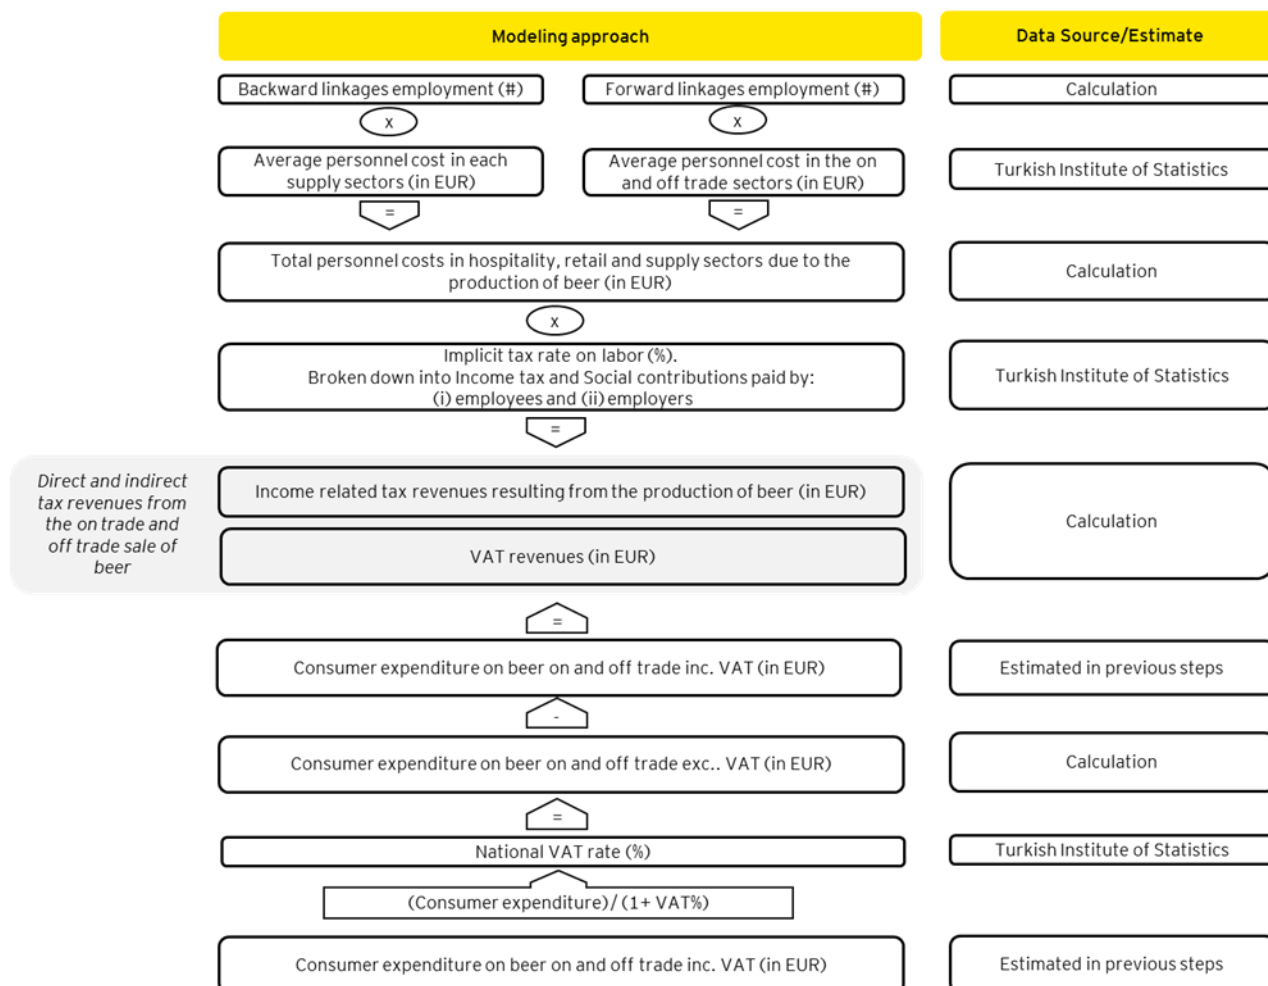 Modeling approach
Data Source/Estimate
Backward linkages employment (#)
Forward linkages employment (#)
Calculation
x
x
Average personnel cost in each
supply sectors (in EUR)
Average personnel cost in the on
and off trade sectors (in EUR)
Turkish Institute of Statistics
=
=
Total personnel costs in hospitality, retail and supply sectors due to the
production of beer (in EUR)
Calculation
x
Implicit tax rate on labor (%).
Broken down into Income tax and Social contributions paid by:
(i) employees and (ii) employers
Turkish Institute of Statistics
=
Direct and indirect
tax revenues from
the on trade and
off trade sale of
beer
Income related tax revenues resulting from the production of beer (in EUR)
VAT revenues (in EUR)
Calculation
=
Consumer expenditure on beer on and off trade inc. VAT (in EUR)
Estimated in previous steps
-
Consumer expenditure on beer on and off trade exc.. VAT (in EUR)
Calculation
=
National VAT rate (%)
Turkish Institute of Statistics
(Consumer expenditure)/(1+ VAT%)
Consumer expenditure on beer on and off trade inc. VAT (in EUR)
Estimated in previous steps